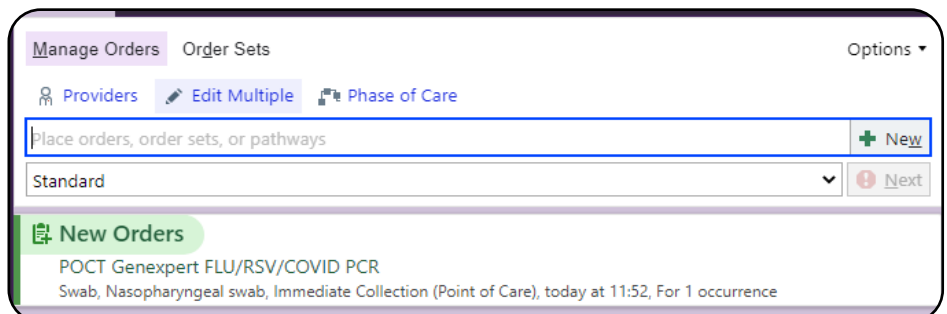 Manage Orders Order Sets Options
Providers Edit Multiple Phase of Care
Place orders, order sets, or pathways New
Standard Next
New Orders
POCT Genexpert FLU/RSV/COVID PCR
Swab, Nasopharyngeal swab, Immediate Collection (Point of Care), today at 11:52, For 1 occurrence